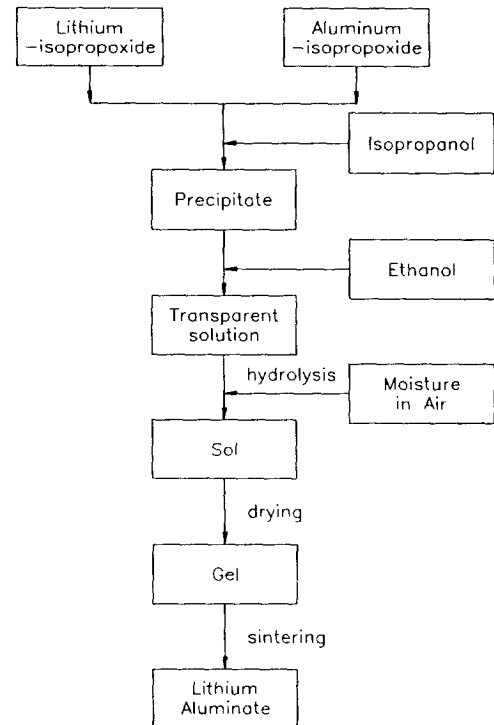 Lithium
-isopropoxide
Aluminum
-isopropoxide
Isopropanol
Precipitate
Ethanol
Transparent
solution
hydrolysis
Moisture
in Air
Sol
drying
Gel
sintering
Lithium
Aluminate